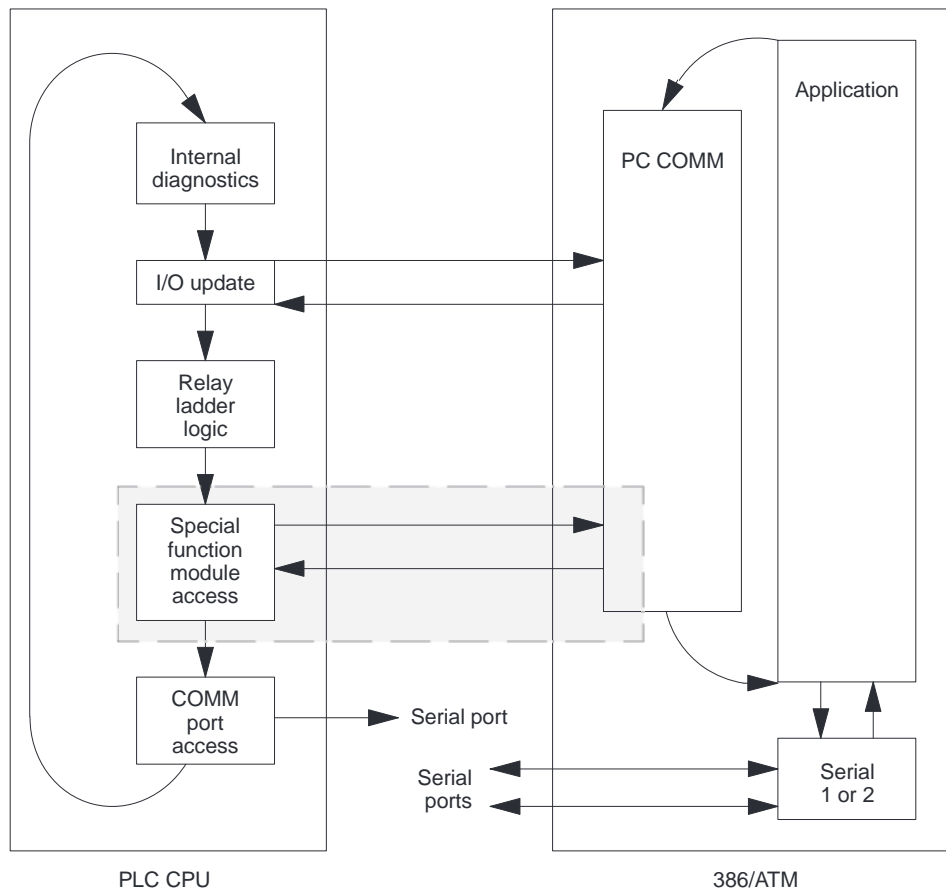 Application
PC COMM
Internal
diagnostics
I/O update
Relay
ladder
logic
Special
function
module
access
COMM
port
access
Serial port
Serial
ports
Serial
1 or 2
PLC CPU
386/ATM